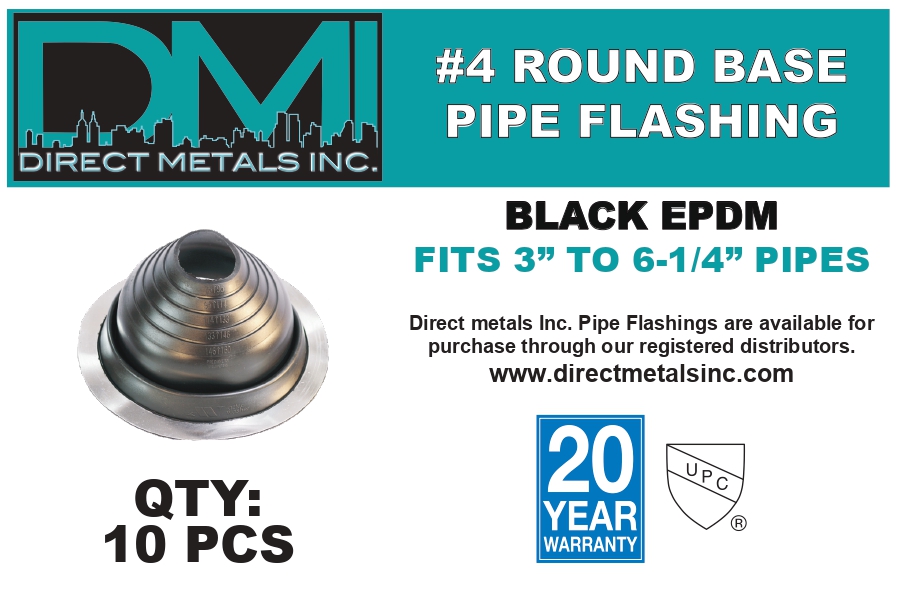 DMI
DIRECT METALS INC.
#4 ROUND BASE
PIPE FLASHING
BLACK EPDM
FITS 3” TO 6-1/4” PIPES
Direct metals Inc. Pipe Flashings are available for
purchase through our registered distributors.
www.directmetalsinc.com
QTY:
10 PCS
20
YEAR
WARRANTY
UPC
®